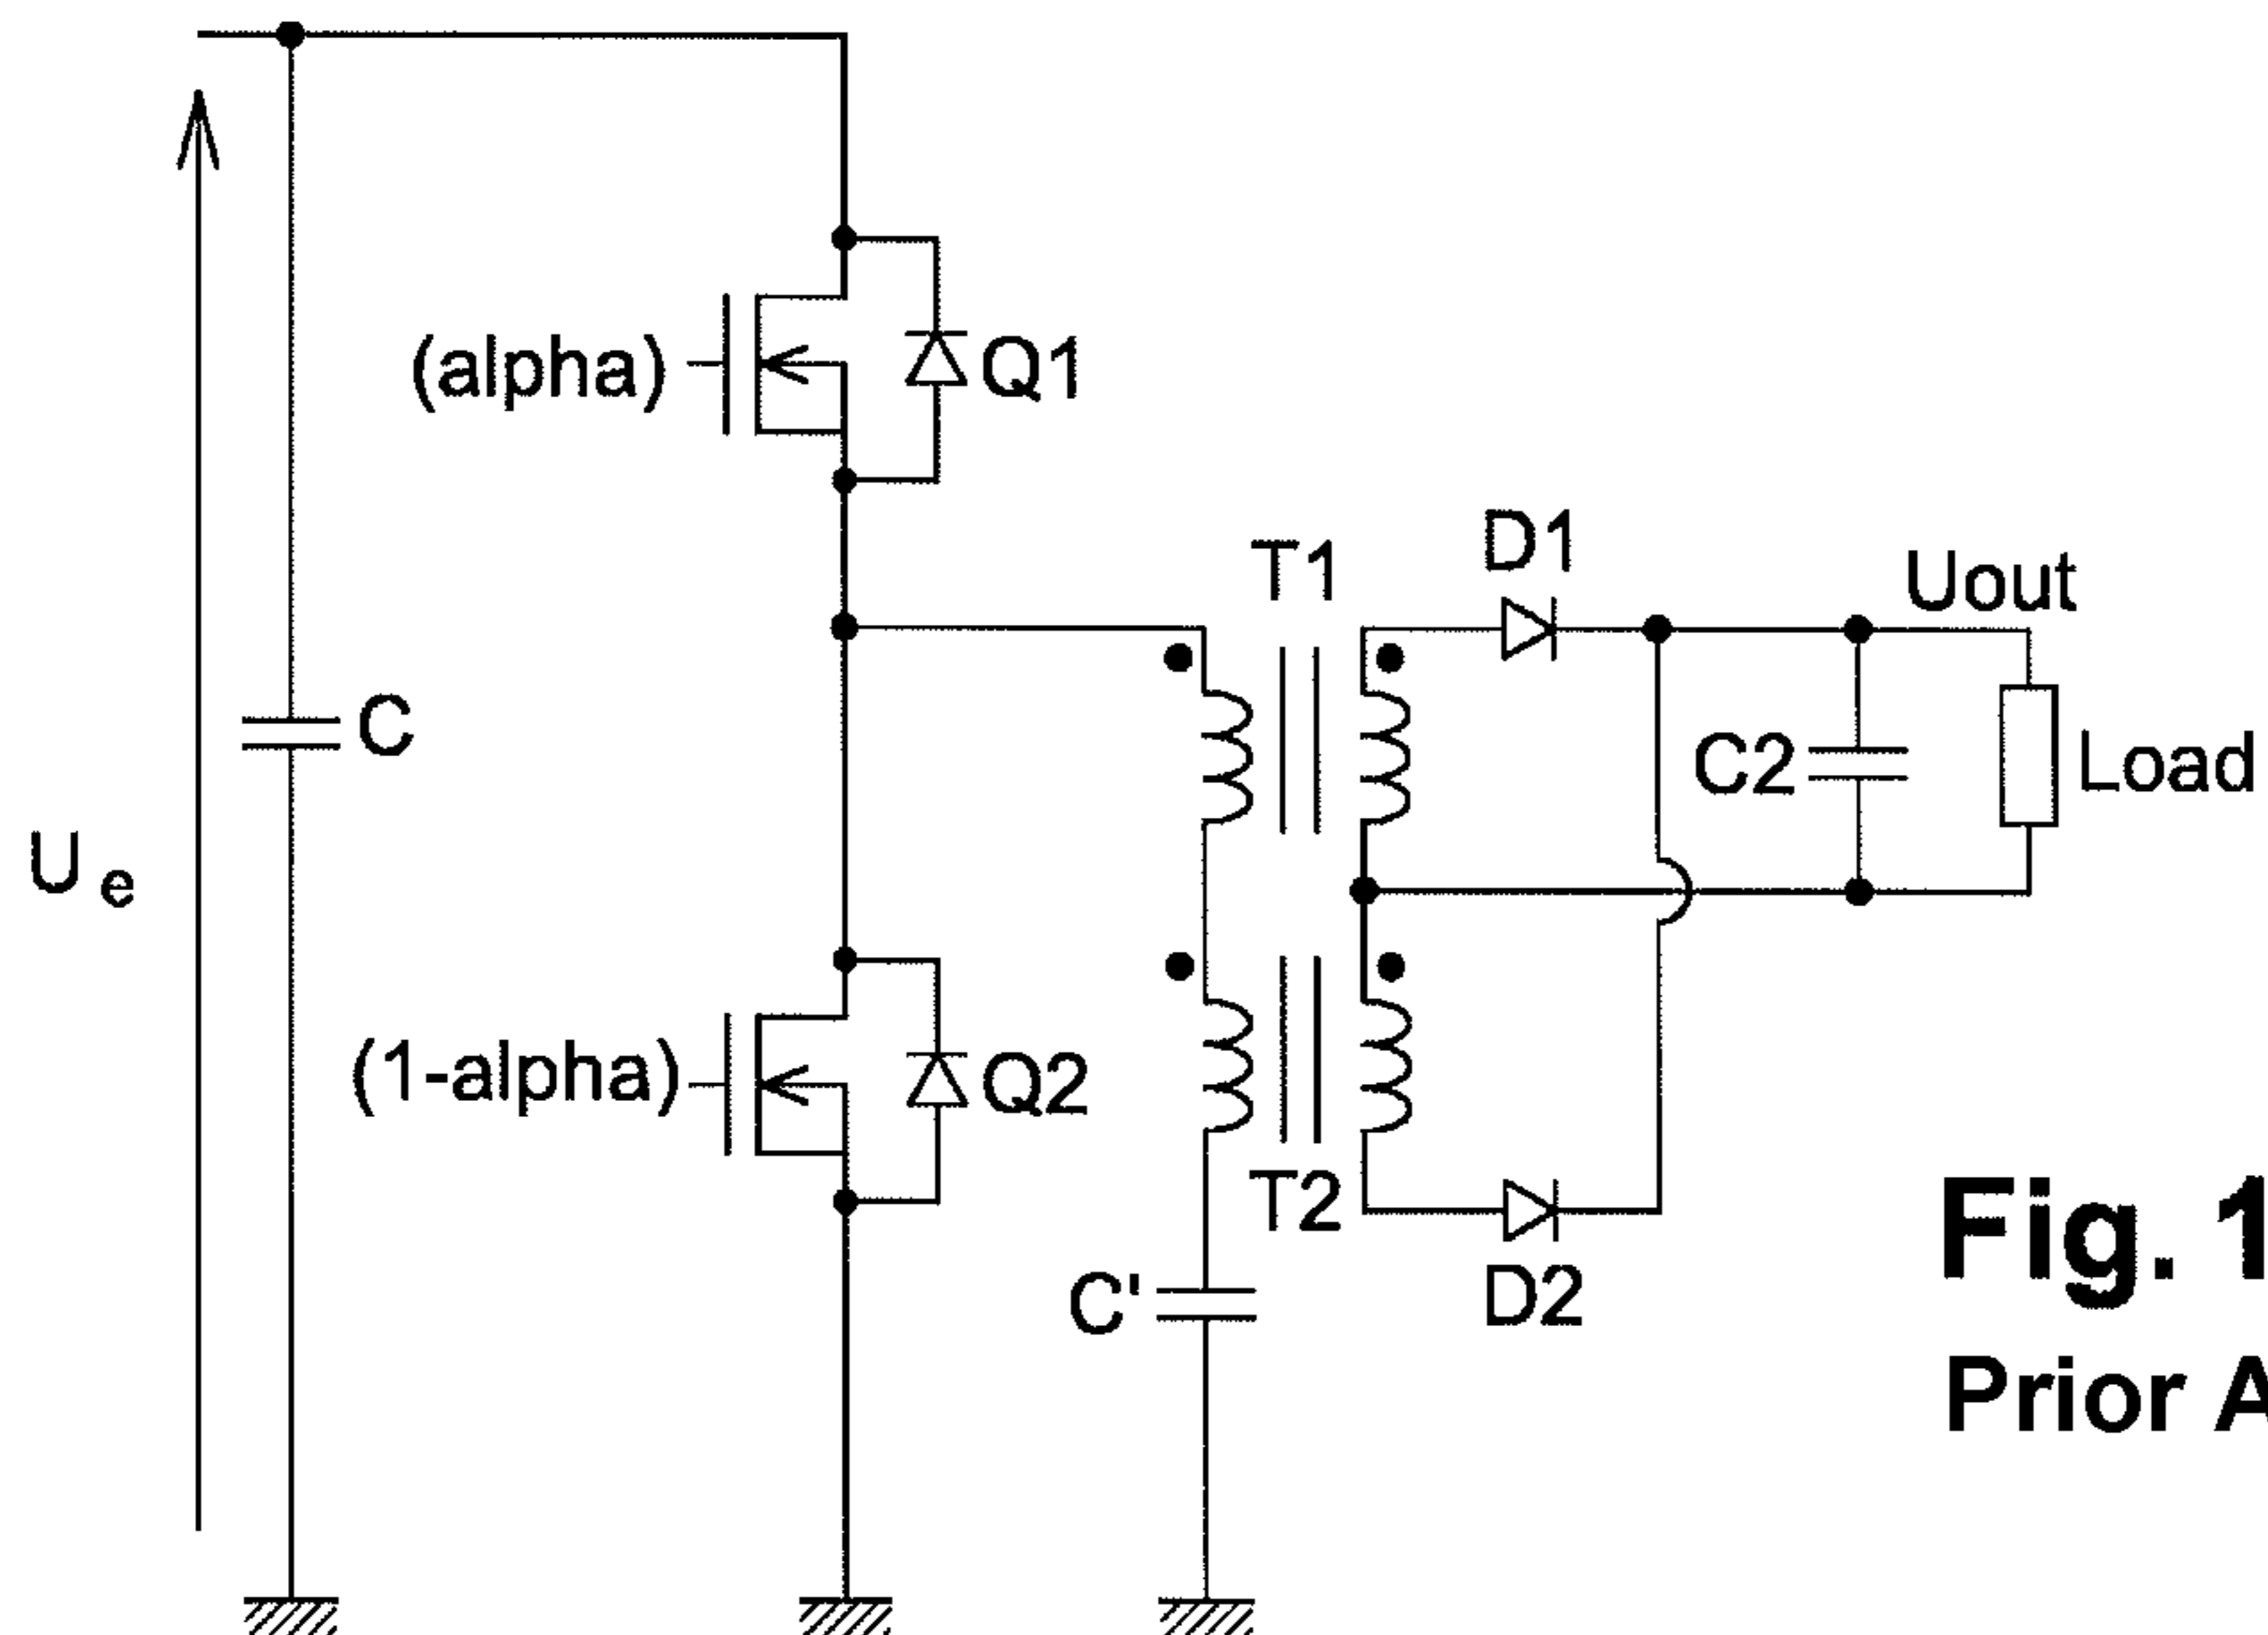 (alpha)
Q1
T1
D1
Uout
C
C2
Load
U e
(1-alpha)
Q2
T2
C'
D2
Fig. 1
Prior A